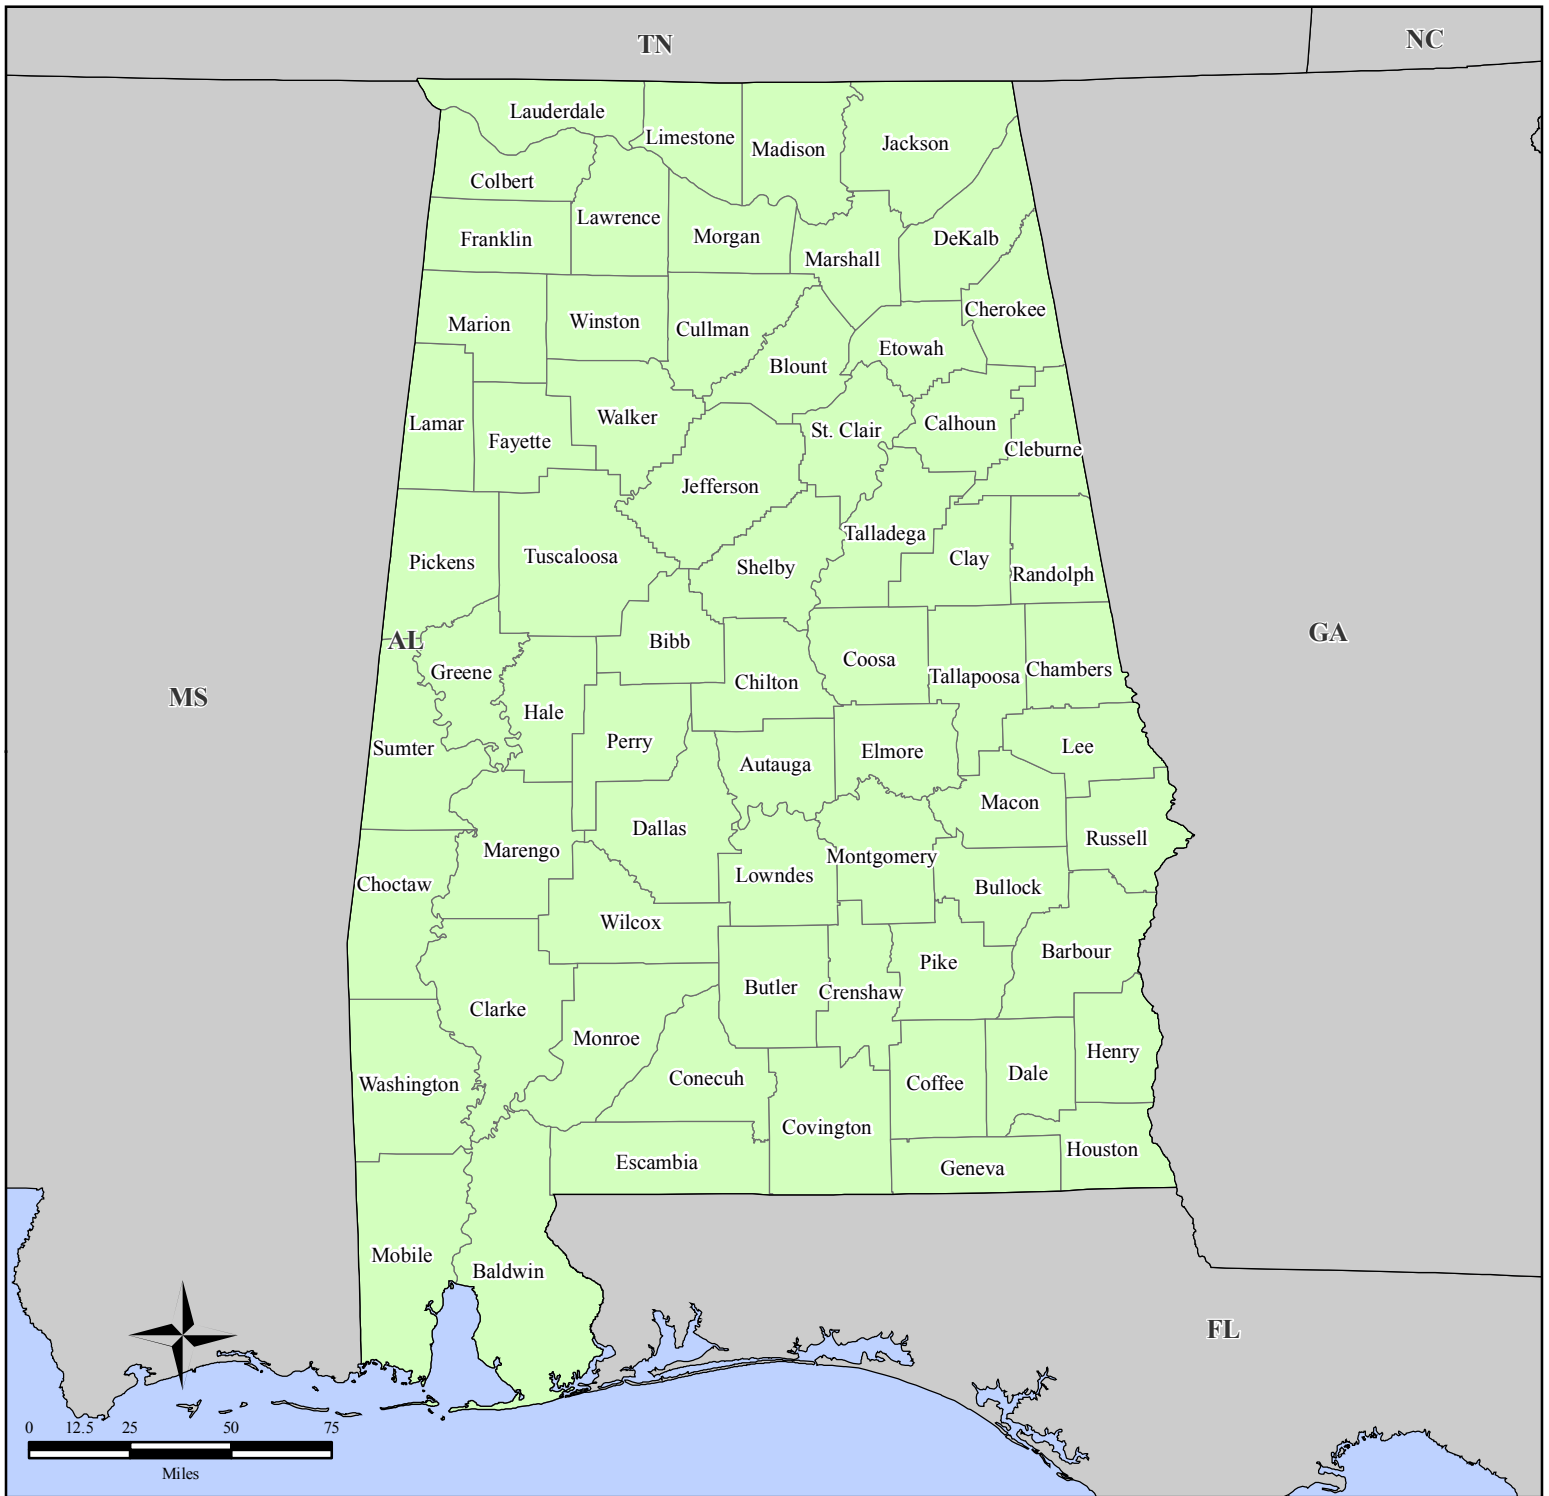 TN
NC
Lauderdale
Limestone
Madison
Jackson
Colbert
Lawrence
Franklin
Morgan
DeKalb
Marshall
Cherokee
Marion
Winston
Cullman
Etowah
Blount
Lamar
Walker
Calhoun
St. Clair
Fayette
Cleburne
Jefferson
Talladega
Pickens
Tuscaloosa
Shelby
Clay
Randolph
AL
Bibb
GA
Greene
Coosa
Tallapoosa
Chambers
MS
Chilton
Hale
Perry
Sumter
Lee
Elmore
Autauga
Macon
Dallas
Russell
Marengo
Montgomery
Choctaw
Lowndes
Bullock
Wilcox
Barbour
Pike
Butler
Crenshaw
Clarke
Monroe
Henry
Washington
Conecuh
Coffee
Dale
Covington
Houston
Escambia
Geneva
Mobile
Baldwin
FL
0 12.5 25 50 75
Miles